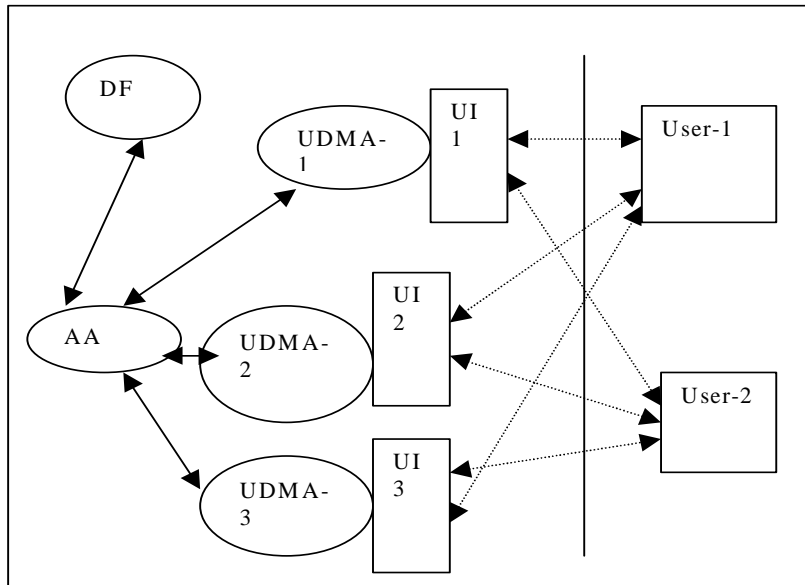 DF
UDMA-
1
UI
1
User-1
AA
UDMA-
2
UI
2
User-2
UDMA-
3
UI
3